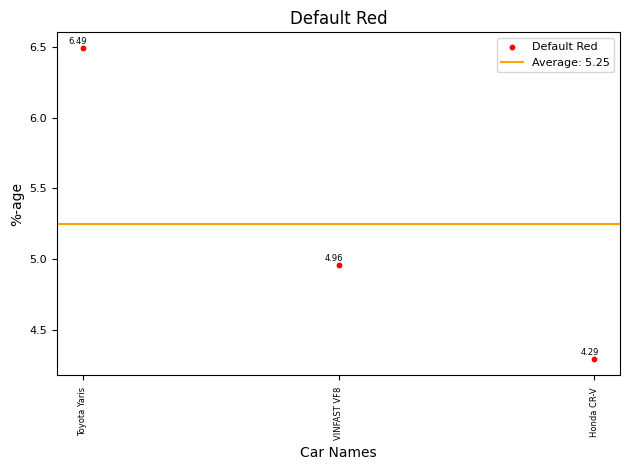 Default Red
6.49
Default Red
Average: 5.25
6.5
6.0
5.5
5.0
4.5
%-age
4.96
4.29
Toyota Yaris
VINFAST VF8
Honda CR-V
Car Names